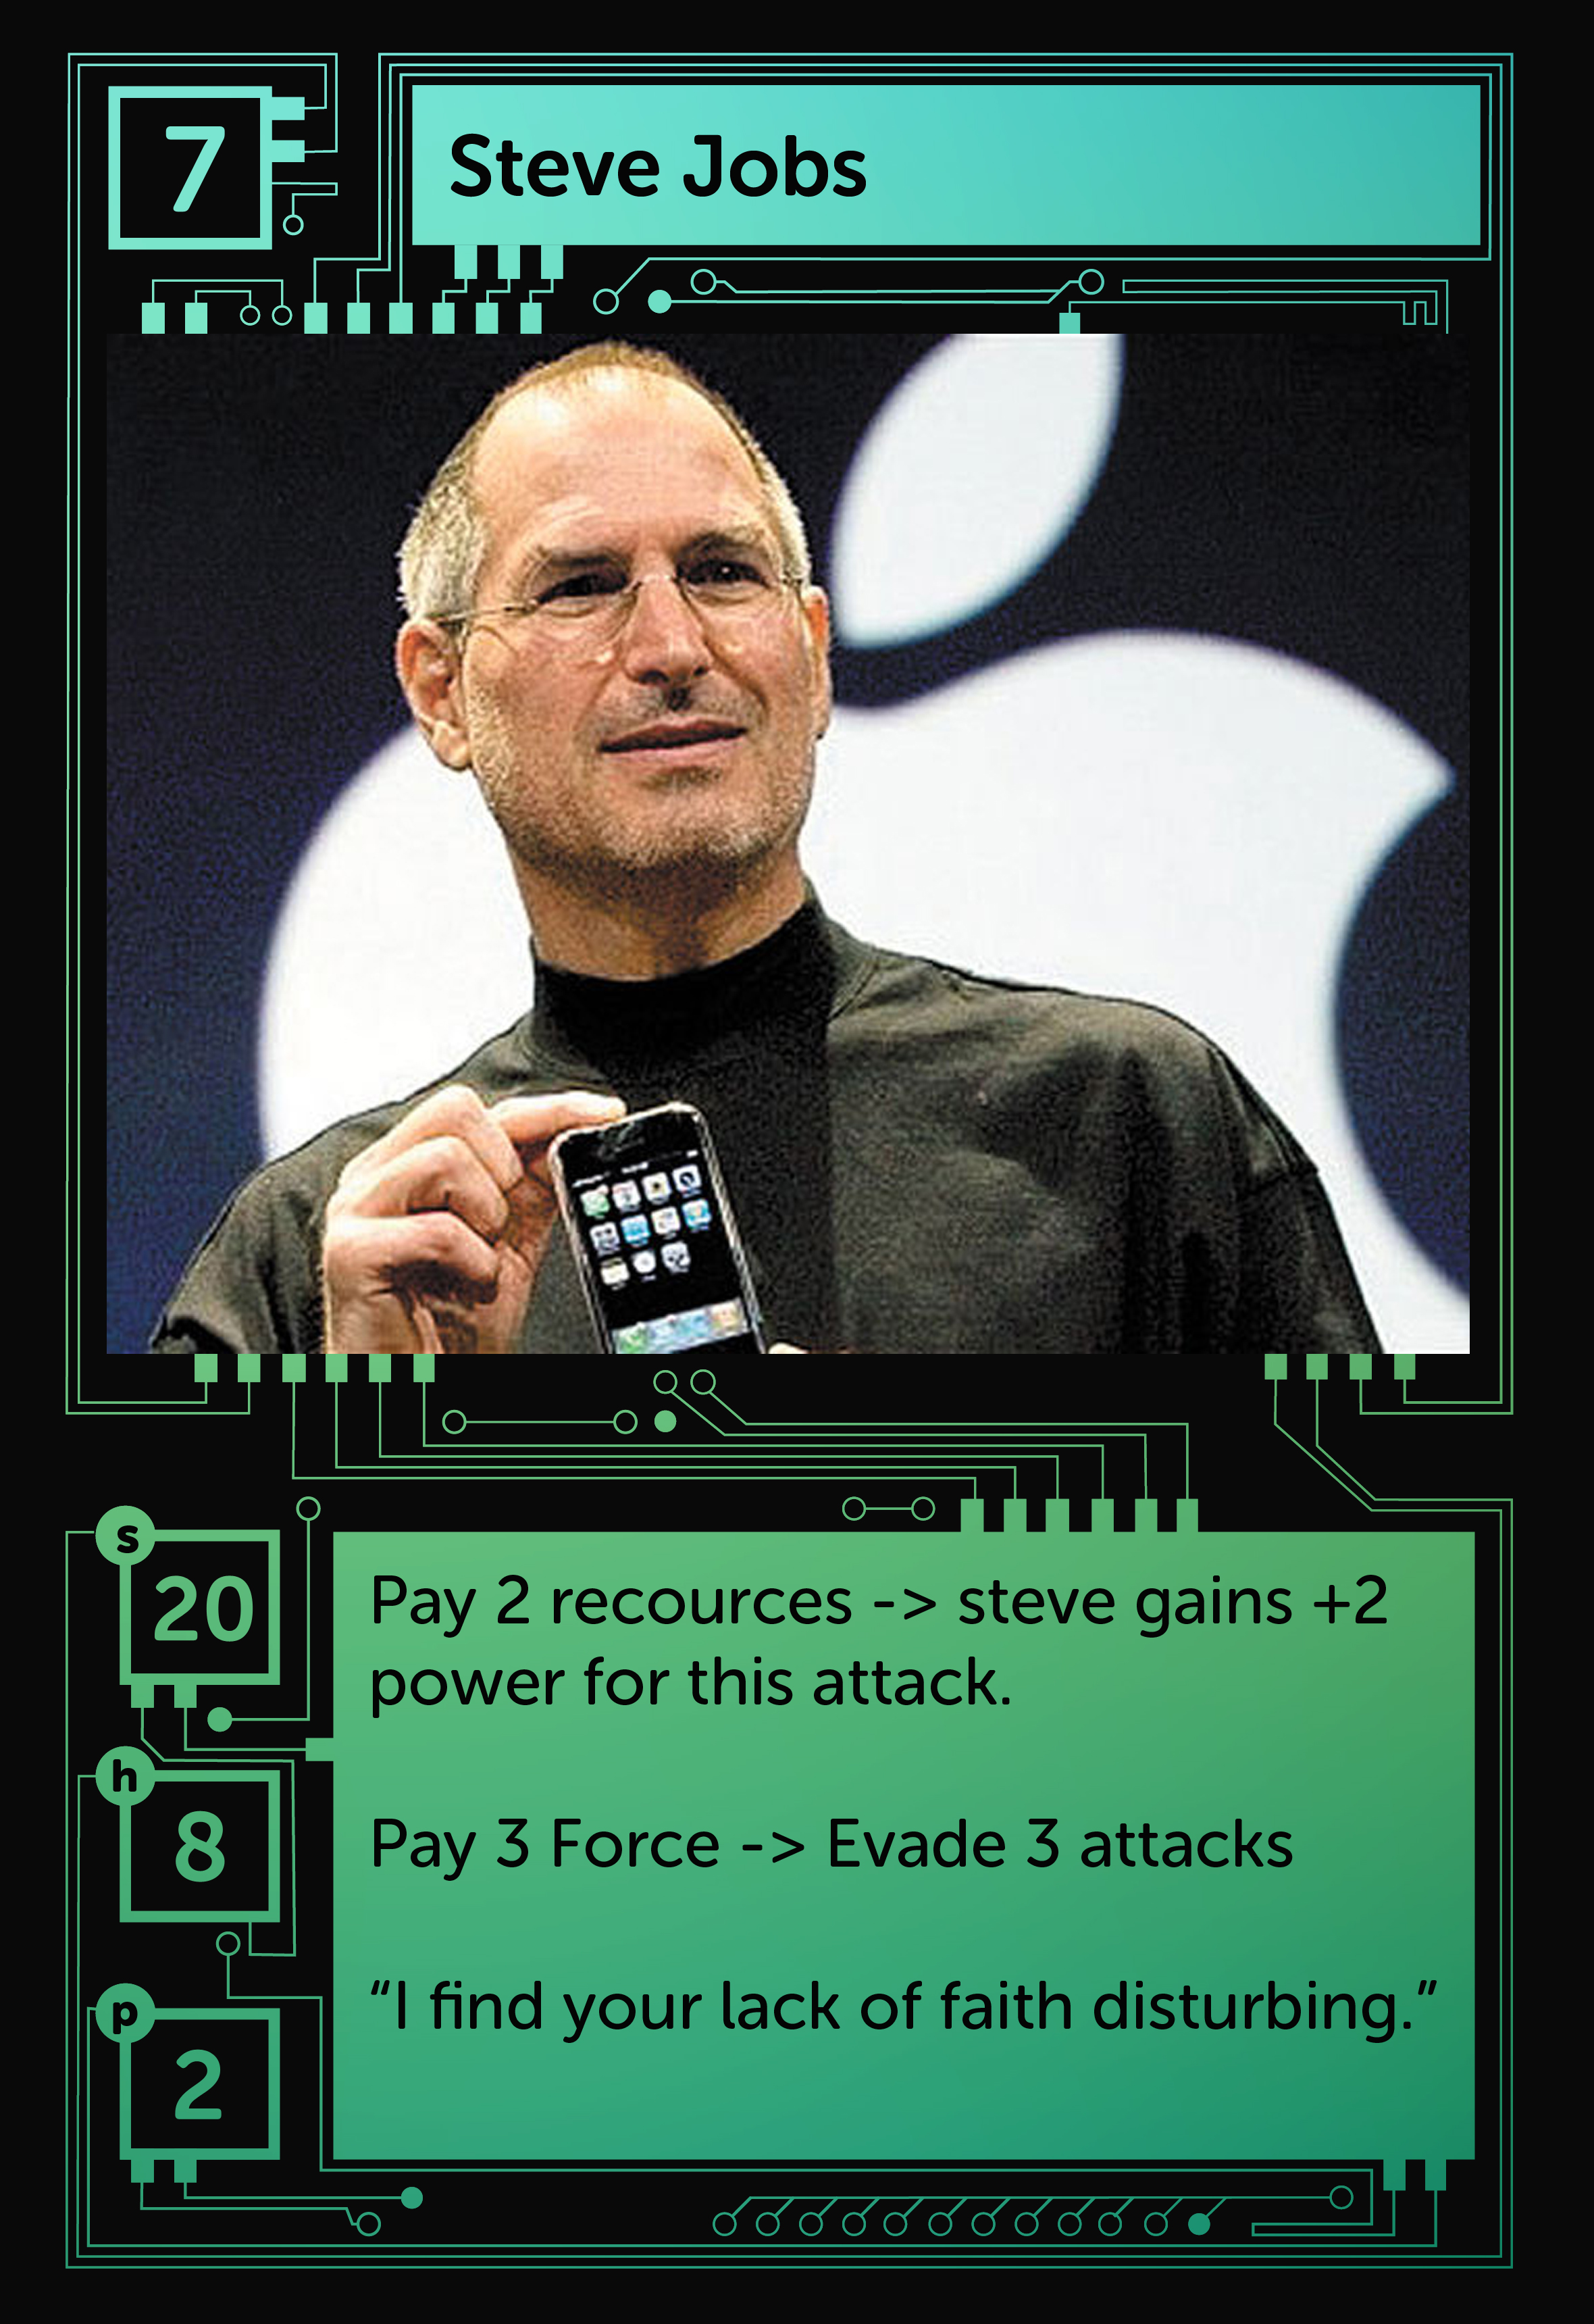 7
Steve Jobs
s
20
Pay 2 recources -> steve gains +2
power for this attack.
h
8
Pay 3 Force -> Evade 3 attacks
p
2
“I find your lack of faith disturbing.”